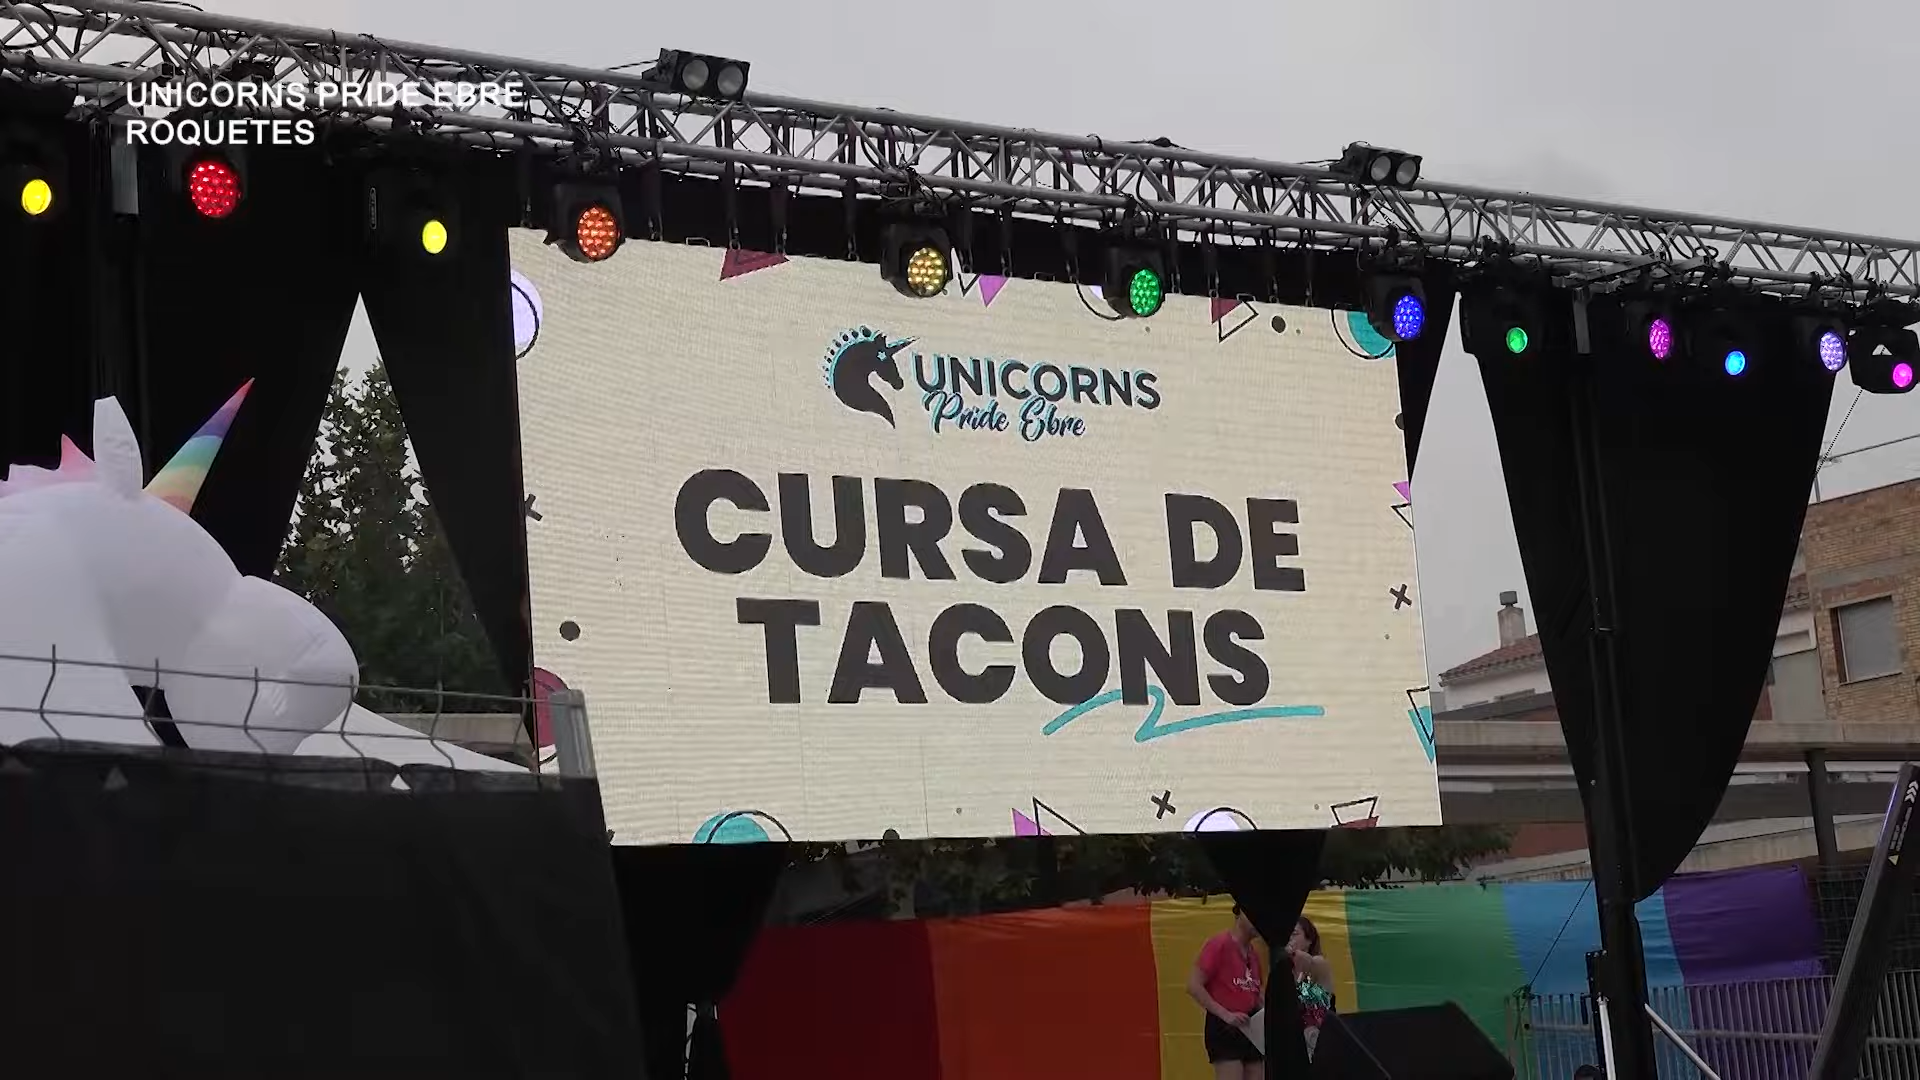 UNICORNS PRIDE EBRE
ROQUETES
UNICORNS
Pride Ebre
CURSA DE
TACONS